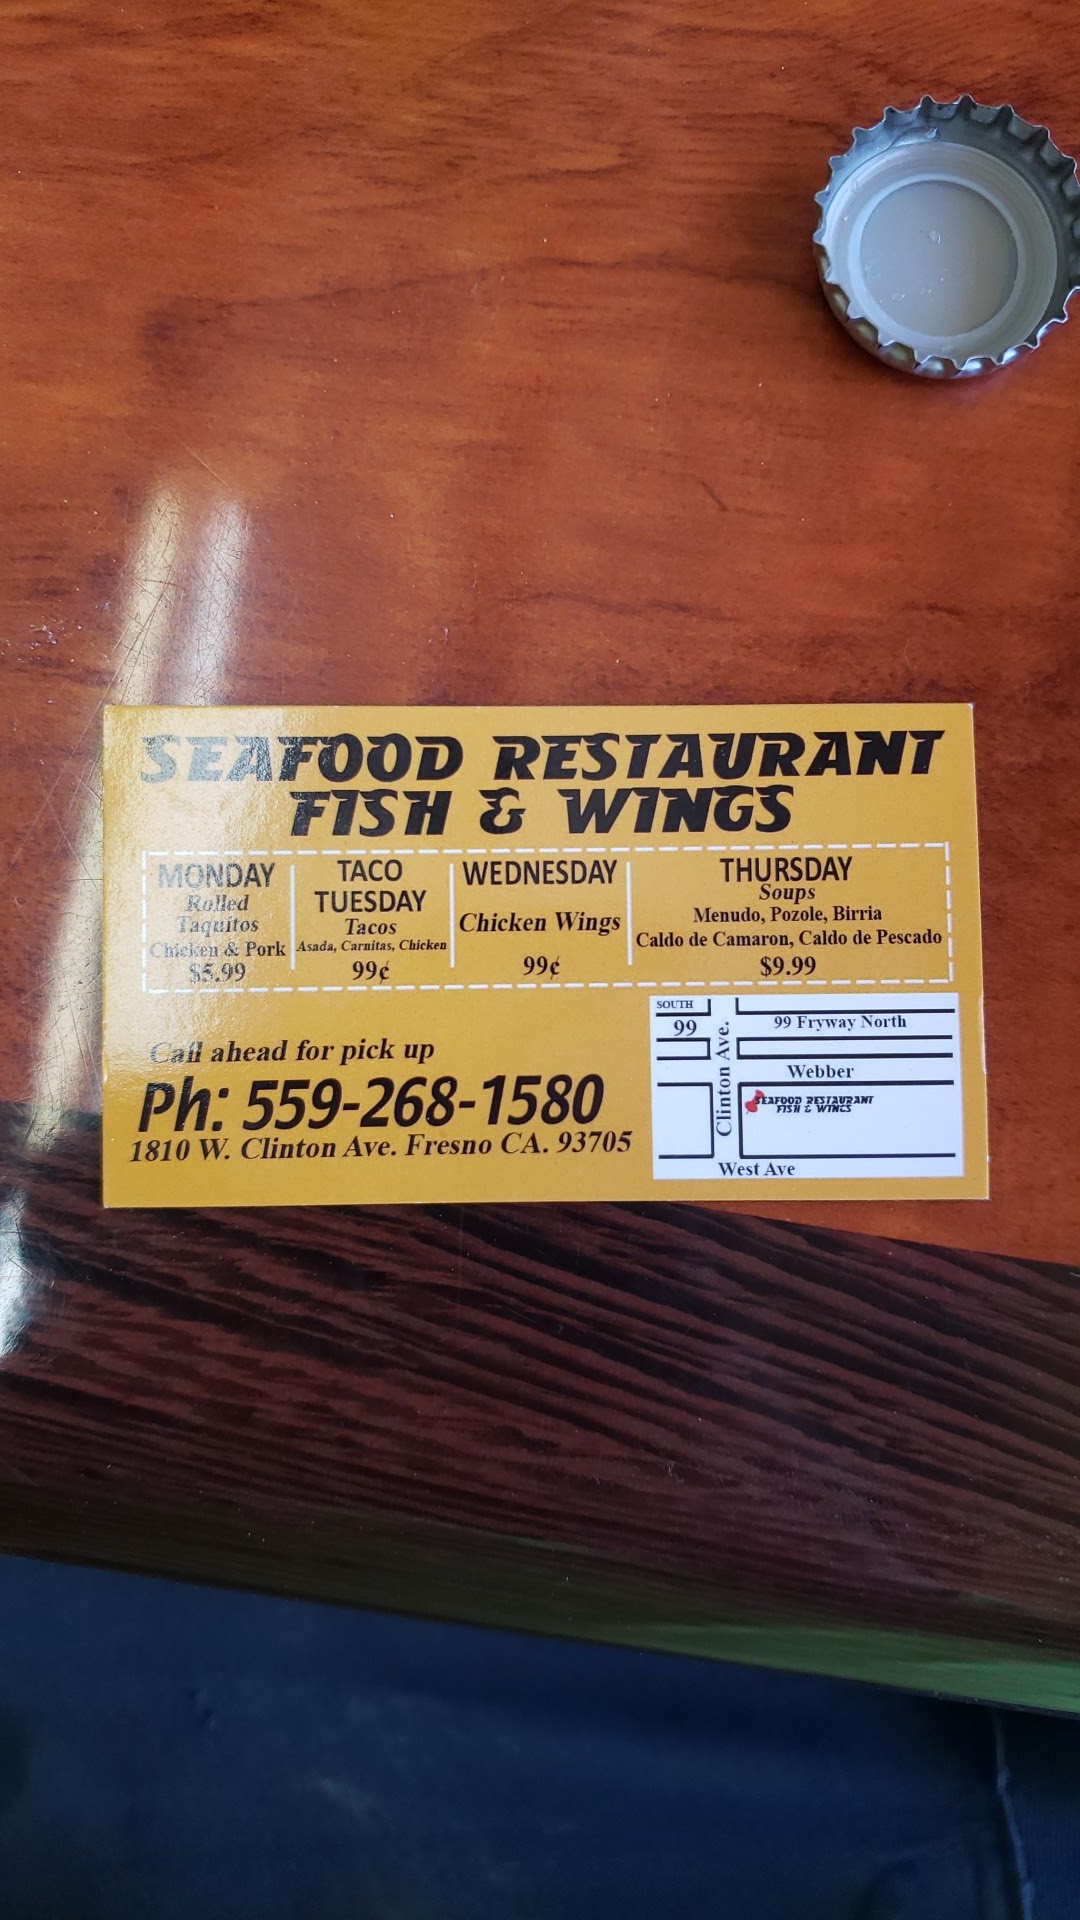 SEAFOOD RESTAURANT
FISH & WINGS
MONDAY
Rolled
Taquitos
Chicken & Pork
$5.99
TACO
TUESDAY
Tacos
Asada, Carnitas, Chicken
99¢
WEDNESDAY
Chicken Wings
99¢
THURSDAY
Soups
Menudo, Pozole, Birria
Caldo de Camaron, Caldo de Pescado
$9.99
Call ahead for pick up
Ph: 559-268-1580
1810 W. Clinton Ave. Fresno CA. 93705
SOUTH
99
Clinton Ave.
99 Fryway North
Webber
SEAFOOD RESTAURANT
FISH & WINGS
West Ave